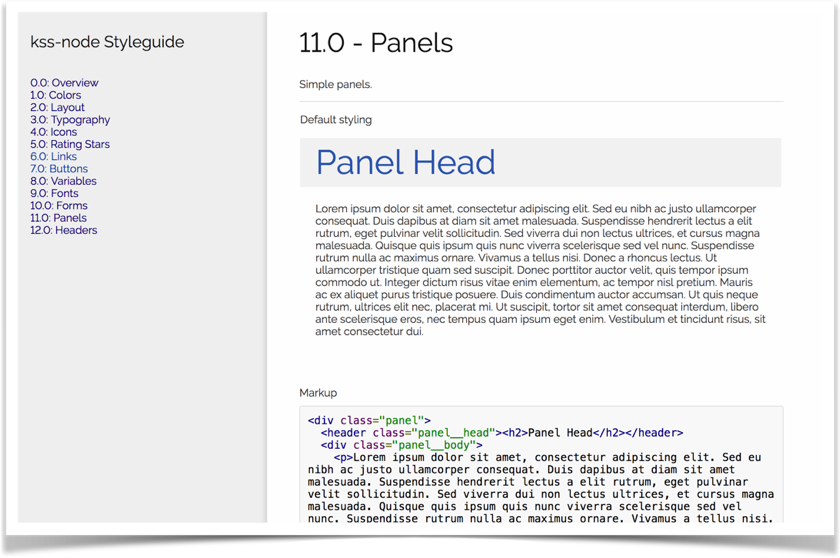 kss-node Styleguide
0.0: Overview
1.0: Colors
2.0: Layout
3.0: Typography
4.0: Icons
5.0: Rating Stars
6.0: Links
7.0: Buttons
8.0: Variables
9.0: Fonts
10.0: Forms
11.0: Panels
12.0: Headers
11.0 - Panels
Simple panels.
Default styling
Panel Head
Lorem ipsum dolor sit amet, consectetur adipiscing elit. Sed eu nibh ac justo ullamcorper
consequat. Duis dapibus at diam sit amet malesuada. Suspendisse hendrerit lectus a elit
rutrum, eget pulvinar velit sollicitudin. Sed viverra dui non lectus ultrices, et cursus magna
malesuada. Quisque quis ipsum quis nunc viverra scelerisque sed vel nunc. Suspendisse
rutrum nulla ac maximus ornare. Vivamus a tellus nisi. Donec a rhoncus lectus. Ut
ullamcorper tristique quam sed suscipit. Donec porttitor auctor velit, quis tempor ipsum
commodo ut. Integer dictum risus vitae enim elementum, ac tempor nisl pretium. Mauris
ac ex aliquet purus tristique posuere. Duis condimentum auctor accumsan. Ut quis neque
rutrum, ultrices elit nec, placerat mi. Ut suscipit, tortor sit amet consequat interdum, libero
ante scelerisque eros, nec tempus quam ipsum eget enim. Vestibulum et tincidunt risus, sit
amet consectetur dui.
Markup
<div class="panel">
<header class="panel__head"><h2>Panel Head</h2></header>
<div class="panel__body">
<p>Lorem ipsum dolor sit amet, consectetur adipiscing elit. Sed eu
nibh ac justo ullamcorper consequat. Duis dapibus at diam sit amet
malesuada. Suspendisse hendrerit lectus a elit rutrum, eget pulvinar
velit sollicitudin. Sed viverra dui non lectus ultrices, et cursus magna
malesuada. Quisque quis ipsum quis nunc viverra scelerisque sed vel
nunc. Suspendisse rutrum nulla ac maximus ornare. Vivamus a tellus nisi.